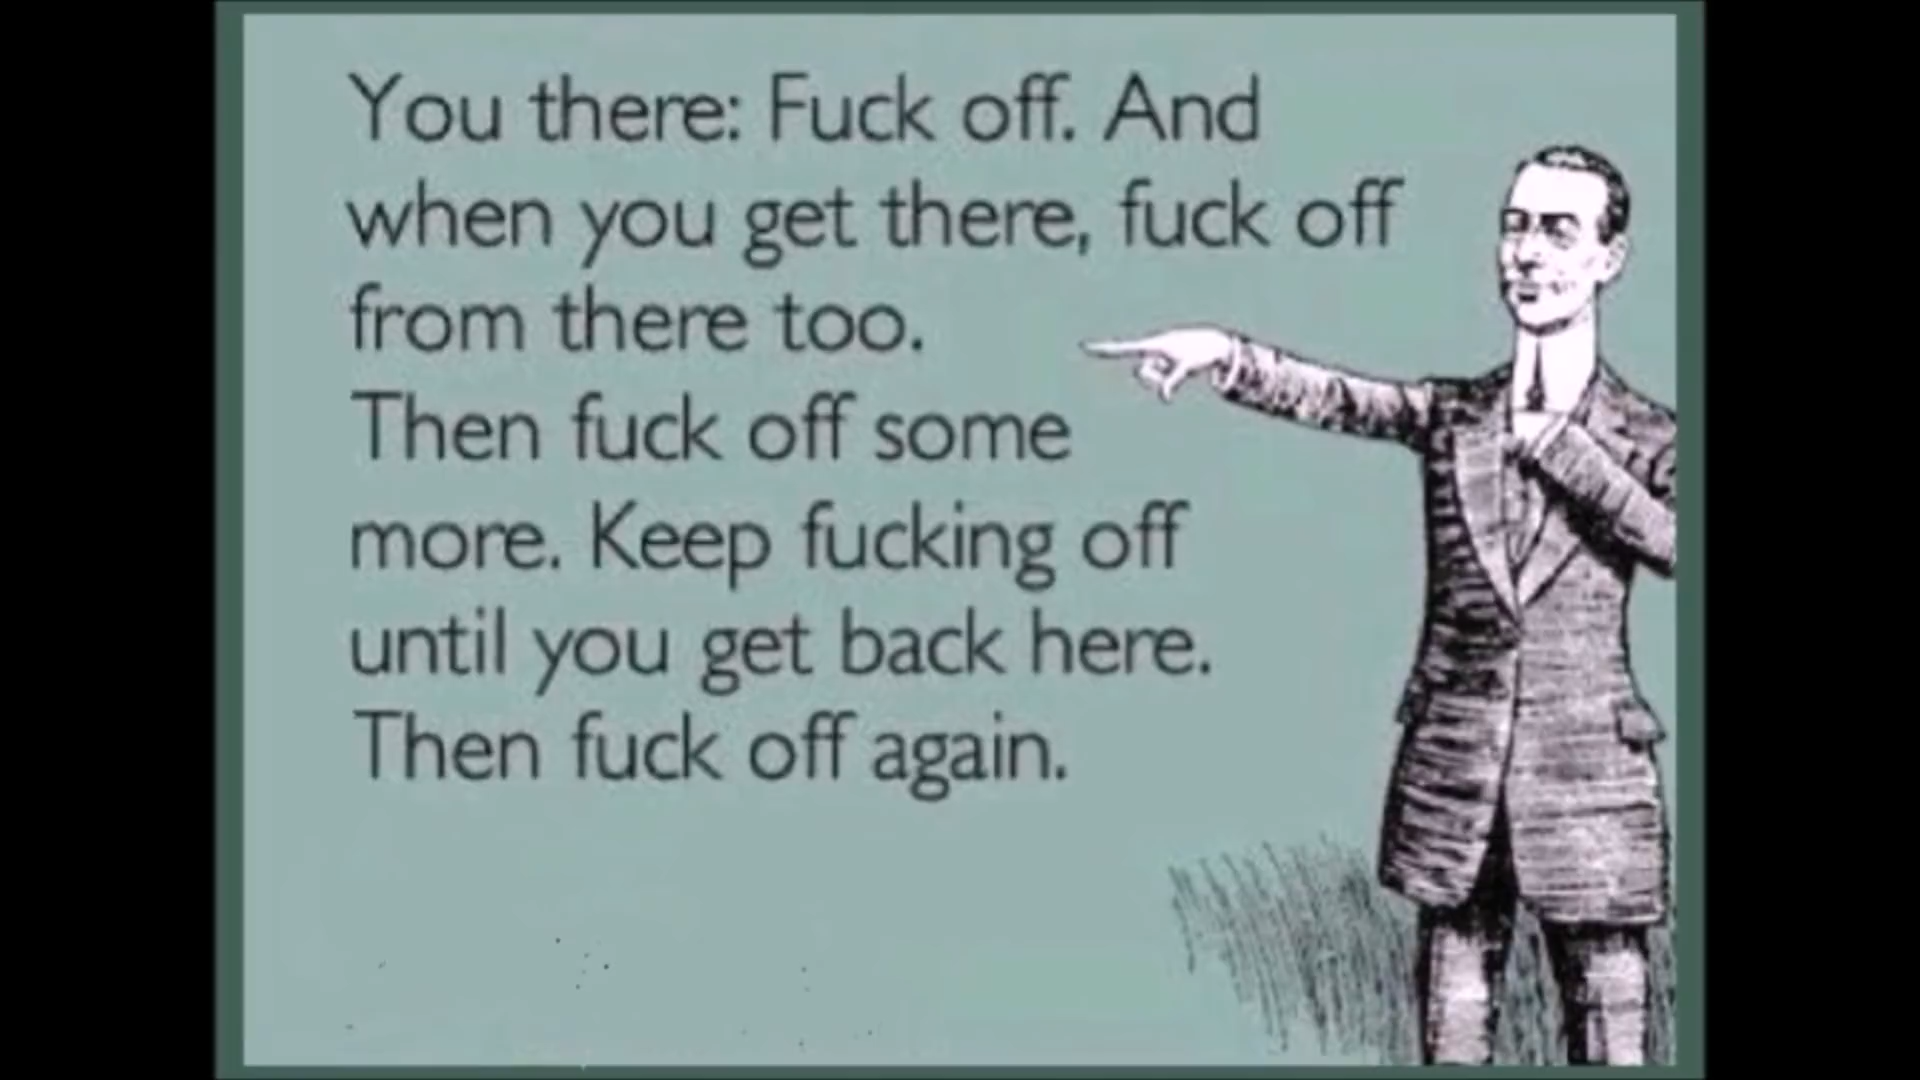 You there: Fuck off. And
when you get there, fuck off
from there too.
Then fuck off some
more. Keep fucking off
until you get back here.
Then fuck off again.